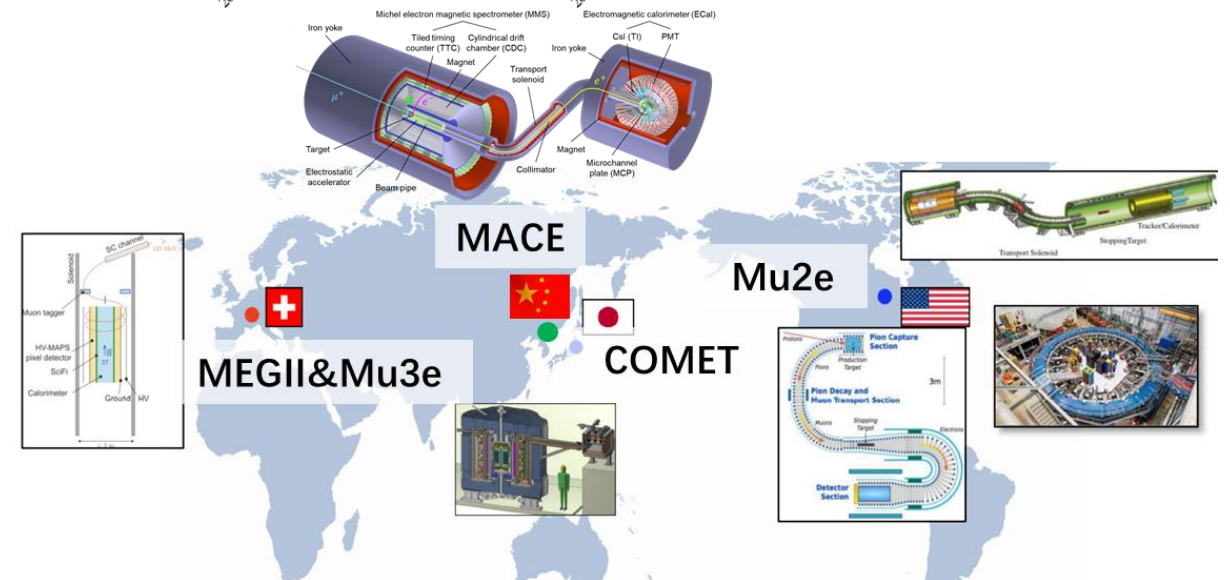 Michel electron magnetic spectrometer (MMS)
Electromagnetic calorimeter (ECal)
Iron yoke
Tiled timing
counter (TTC)
Cylindrical drift
chamber (CDC)
Magnet
Transport
solenoid
Iron yoke
CsI (Tl)
PMT
μ+
e−
e+
Target
Electrostatic
accelerator
Beam pipe
Collimator
Magnet
Microchannel
plate (MCP)
MACE
Mu2e
MEGII&Mu3e
COMET
SC channel
Solenoid
Muon tagger
HV-MAPS
pixel detector
SciFi
Calorimeter
Ground
HV
Tracker/Calorimeter
StoppingTarget
Transport Solenoid
Protons
Pion Capture
Section
Production
Target
Pions
3m
Pion Decay and
Muon Transport Section
Muons
Stopping
Target
Electrons
Detector
Section